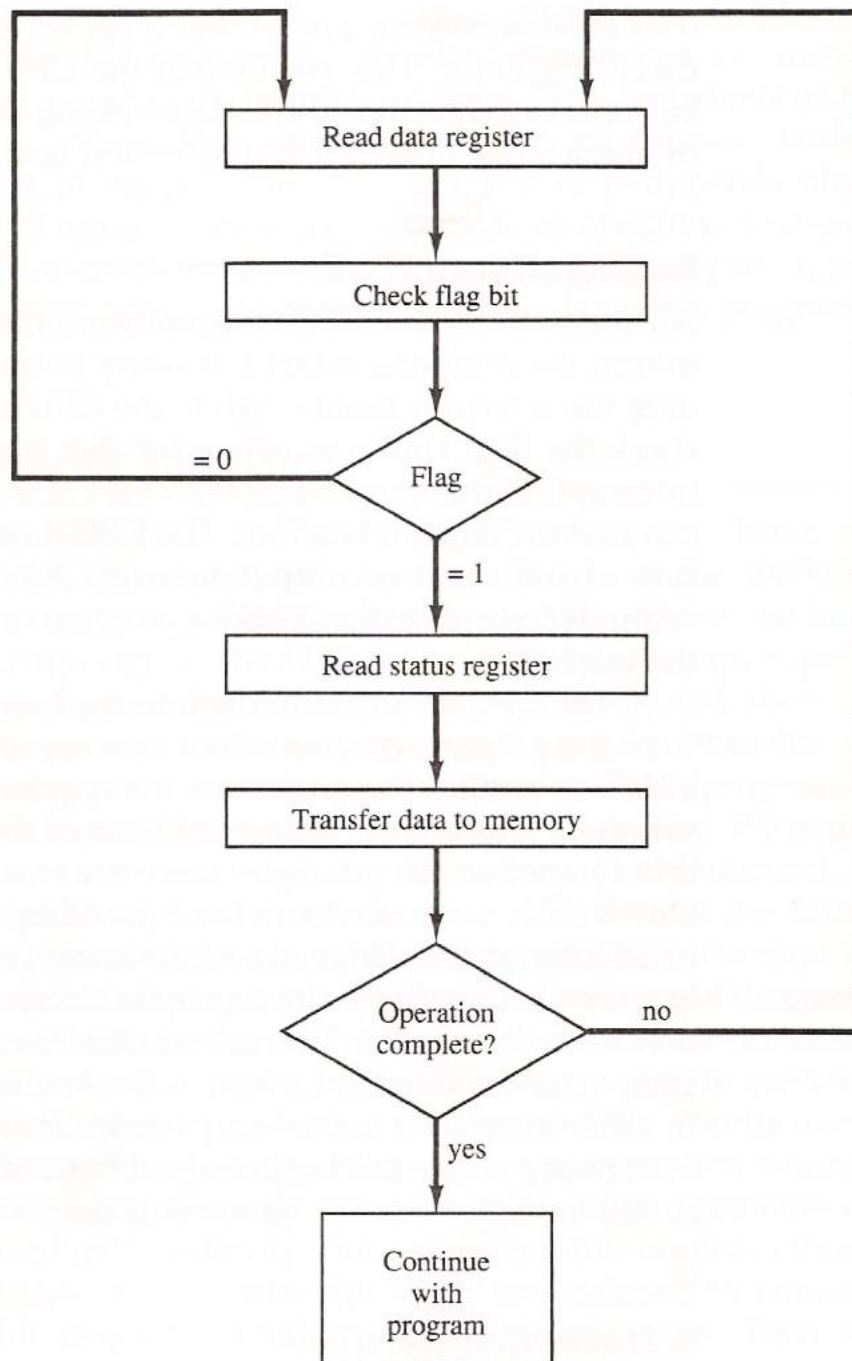 Read data register
Check flag bit
= 0
Flag
= 1
Read status register
Transfer data to memory
Operation
complete?
no
yes
Continue
with
program